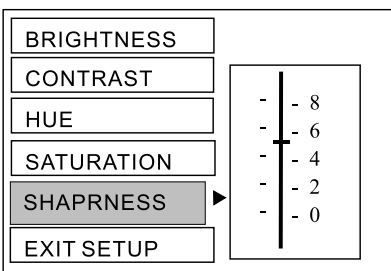 BRIGHTNESS
CONTRAST
HUE
SATURATION
SHAPRNESS
EXIT SETUP
- - 8
- - 6
- - 4
- - 2
- - 0